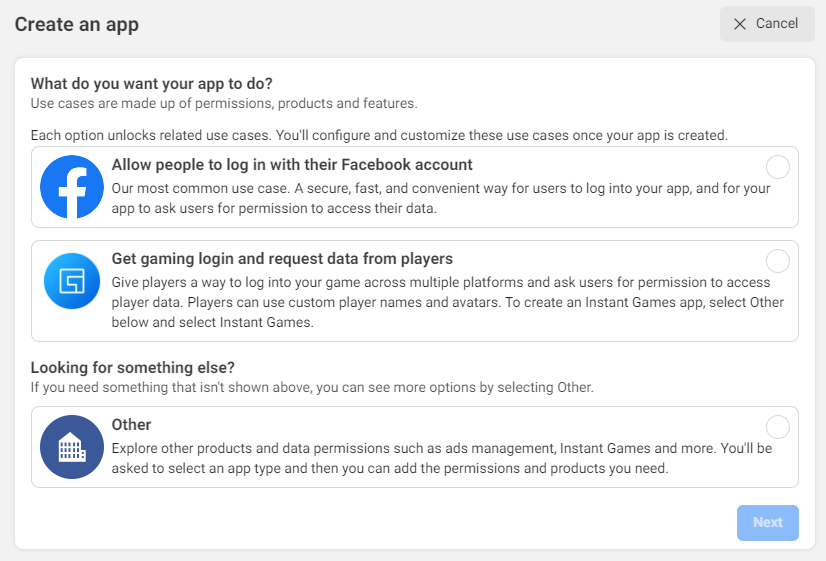 Create an app
Cancel
What do you want your app to do?
Use cases are made up of permissions, products and features.
Each option unlocks related use cases. You'll configure and customize these use cases once your app is created.
Allow people to log in with their Facebook account
Our most common use case. A secure, fast, and convenient way for users to log into your app, and for your
app to ask users for permission to access their data.
Get gaming login and request data from players
Give players a way to log into your game across multiple platforms and ask users for permission to access
player data. Players can use custom player names and avatars. To create an Instant Games app, select Other
below and select Instant Games.
Looking for something else?
If you need something that isn't shown above, you can see more options by selecting Other.
Other
Explore other products and data permissions such as ads management, Instant Games and more. You'll be
asked to select an app type and then you can add the permissions and products you need.
Next